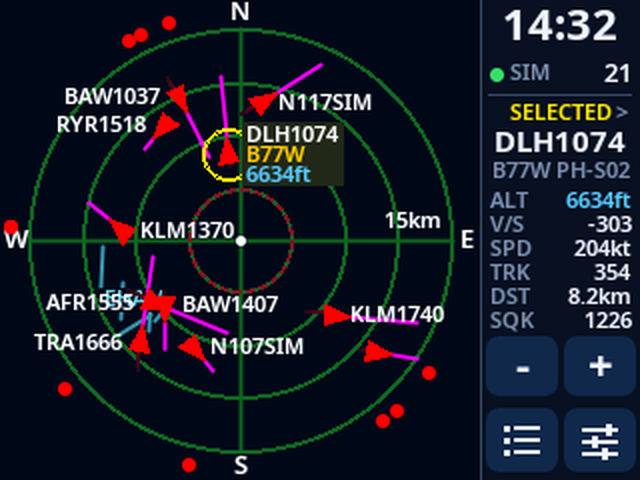 N
BAW1037
RYR1518
N117SIM
DLH1074
B77W
6634ft
15km
W
E
KLM1370
AFR1555
BAW1407
KLM1740
TRA1666
N107SIM
S
14:32
SIM 21
SELECTED >
DLH1074
B77W PH-S02
ALT 6634ft
V/S -303
SPD 204kt
TRK 354
DST 8.2km
SQK 1226
- +